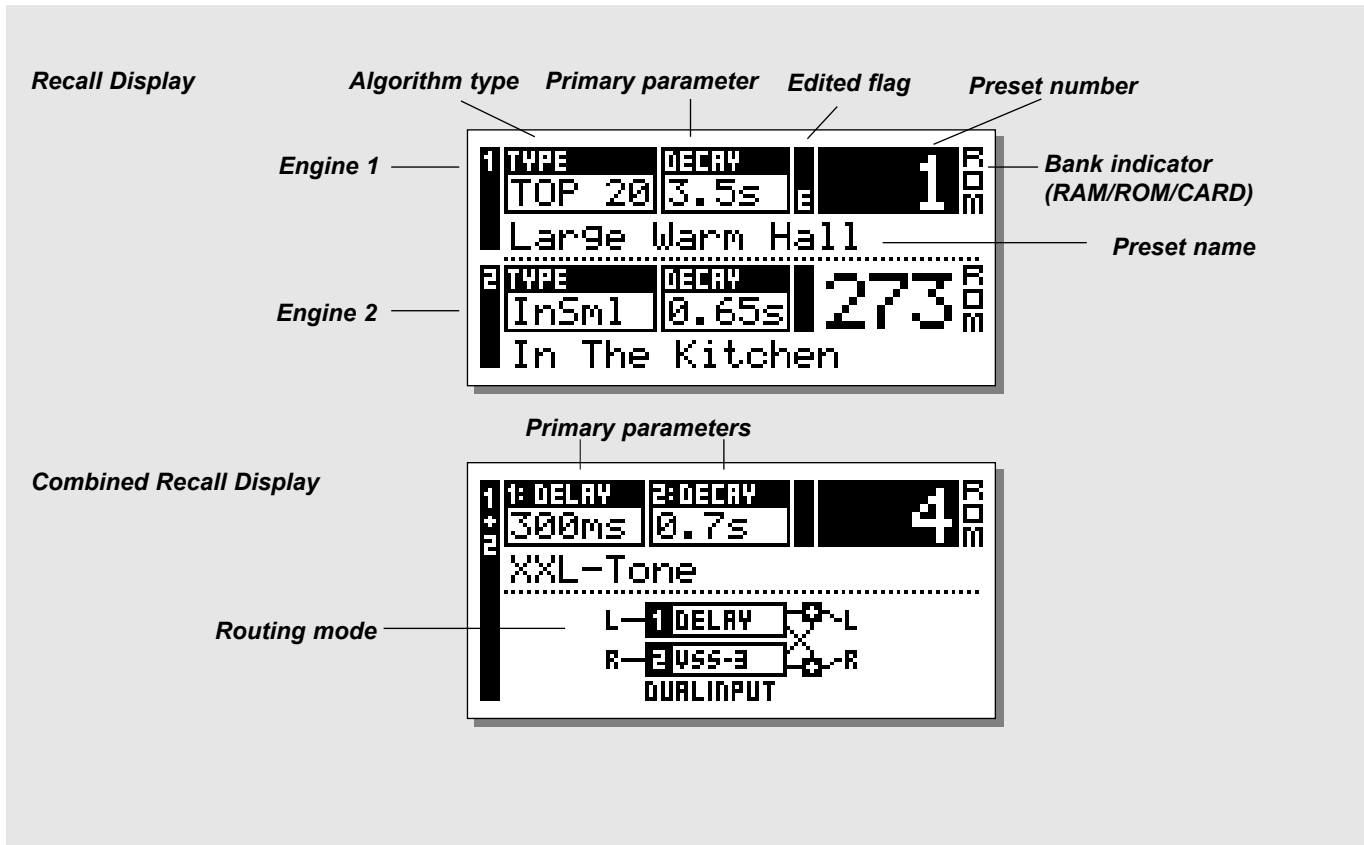 Recall Display
Algorithm type
Primary parameter
Edited flag
Preset number
Engine 1
1 TYPE DECAY
TOP 20 3.5s E 1 ROM
Bank indicator
(RAM/ROM/CARD)
Large Warm Hall
Preset name
Engine 2
2 TYPE DECAY
InSml 0.65s 273 ROM
In The Kitchen
Primary parameters
Combined Recall Display
1+2 1: DELAY 2: DECAY
300ms 0.7s 4 ROM
XXL-Tone
Routing mode
L 1 DELAY L
R 2 VSS-3 R
DUALINPUT